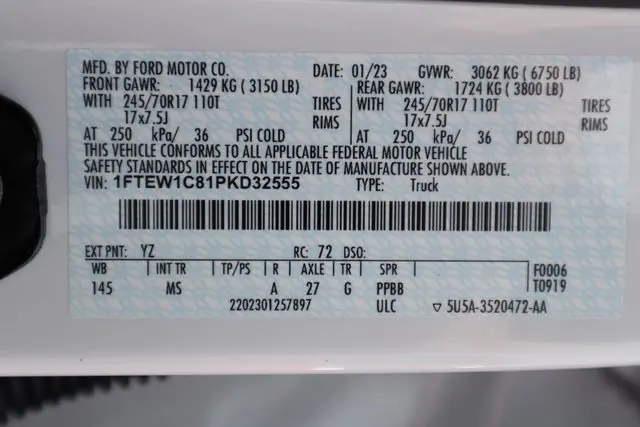 MFD. BY FORD MOTOR CO. DATE: 01/23 GVWR: 3062 KG ( 6750 LB)
FRONT GAWR: 1429 KG ( 3150 LB) REAR GAWR: 1724 KG ( 3800 LB)
WITH 245/70R17 110T TIRES WITH 245/70R17 110T TIRES
17x7.5J RIMS 17x7.5J RIMS
AT 250 kPa/ 36 PSI COLD AT 250 kPa/ 36 PSI COLD
THIS VEHICLE CONFORMS TO ALL APPLICABLE FEDERAL MOTOR VEHICLE
SAFETY STANDARDS IN EFFECT ON THE DATE OF MANUFACTURE SHOWN ABOVE.
VIN: 1FTEW1C81PKD32555 TYPE: Truck
EXT PNT: YZ RC: 72 DSO:
WB INT TR TP/PS R AXLE TR SPR F0006
145 MS A 27 G PPBB T0919
2202301257897 ULC ▽ 5U5A-3520472-AA